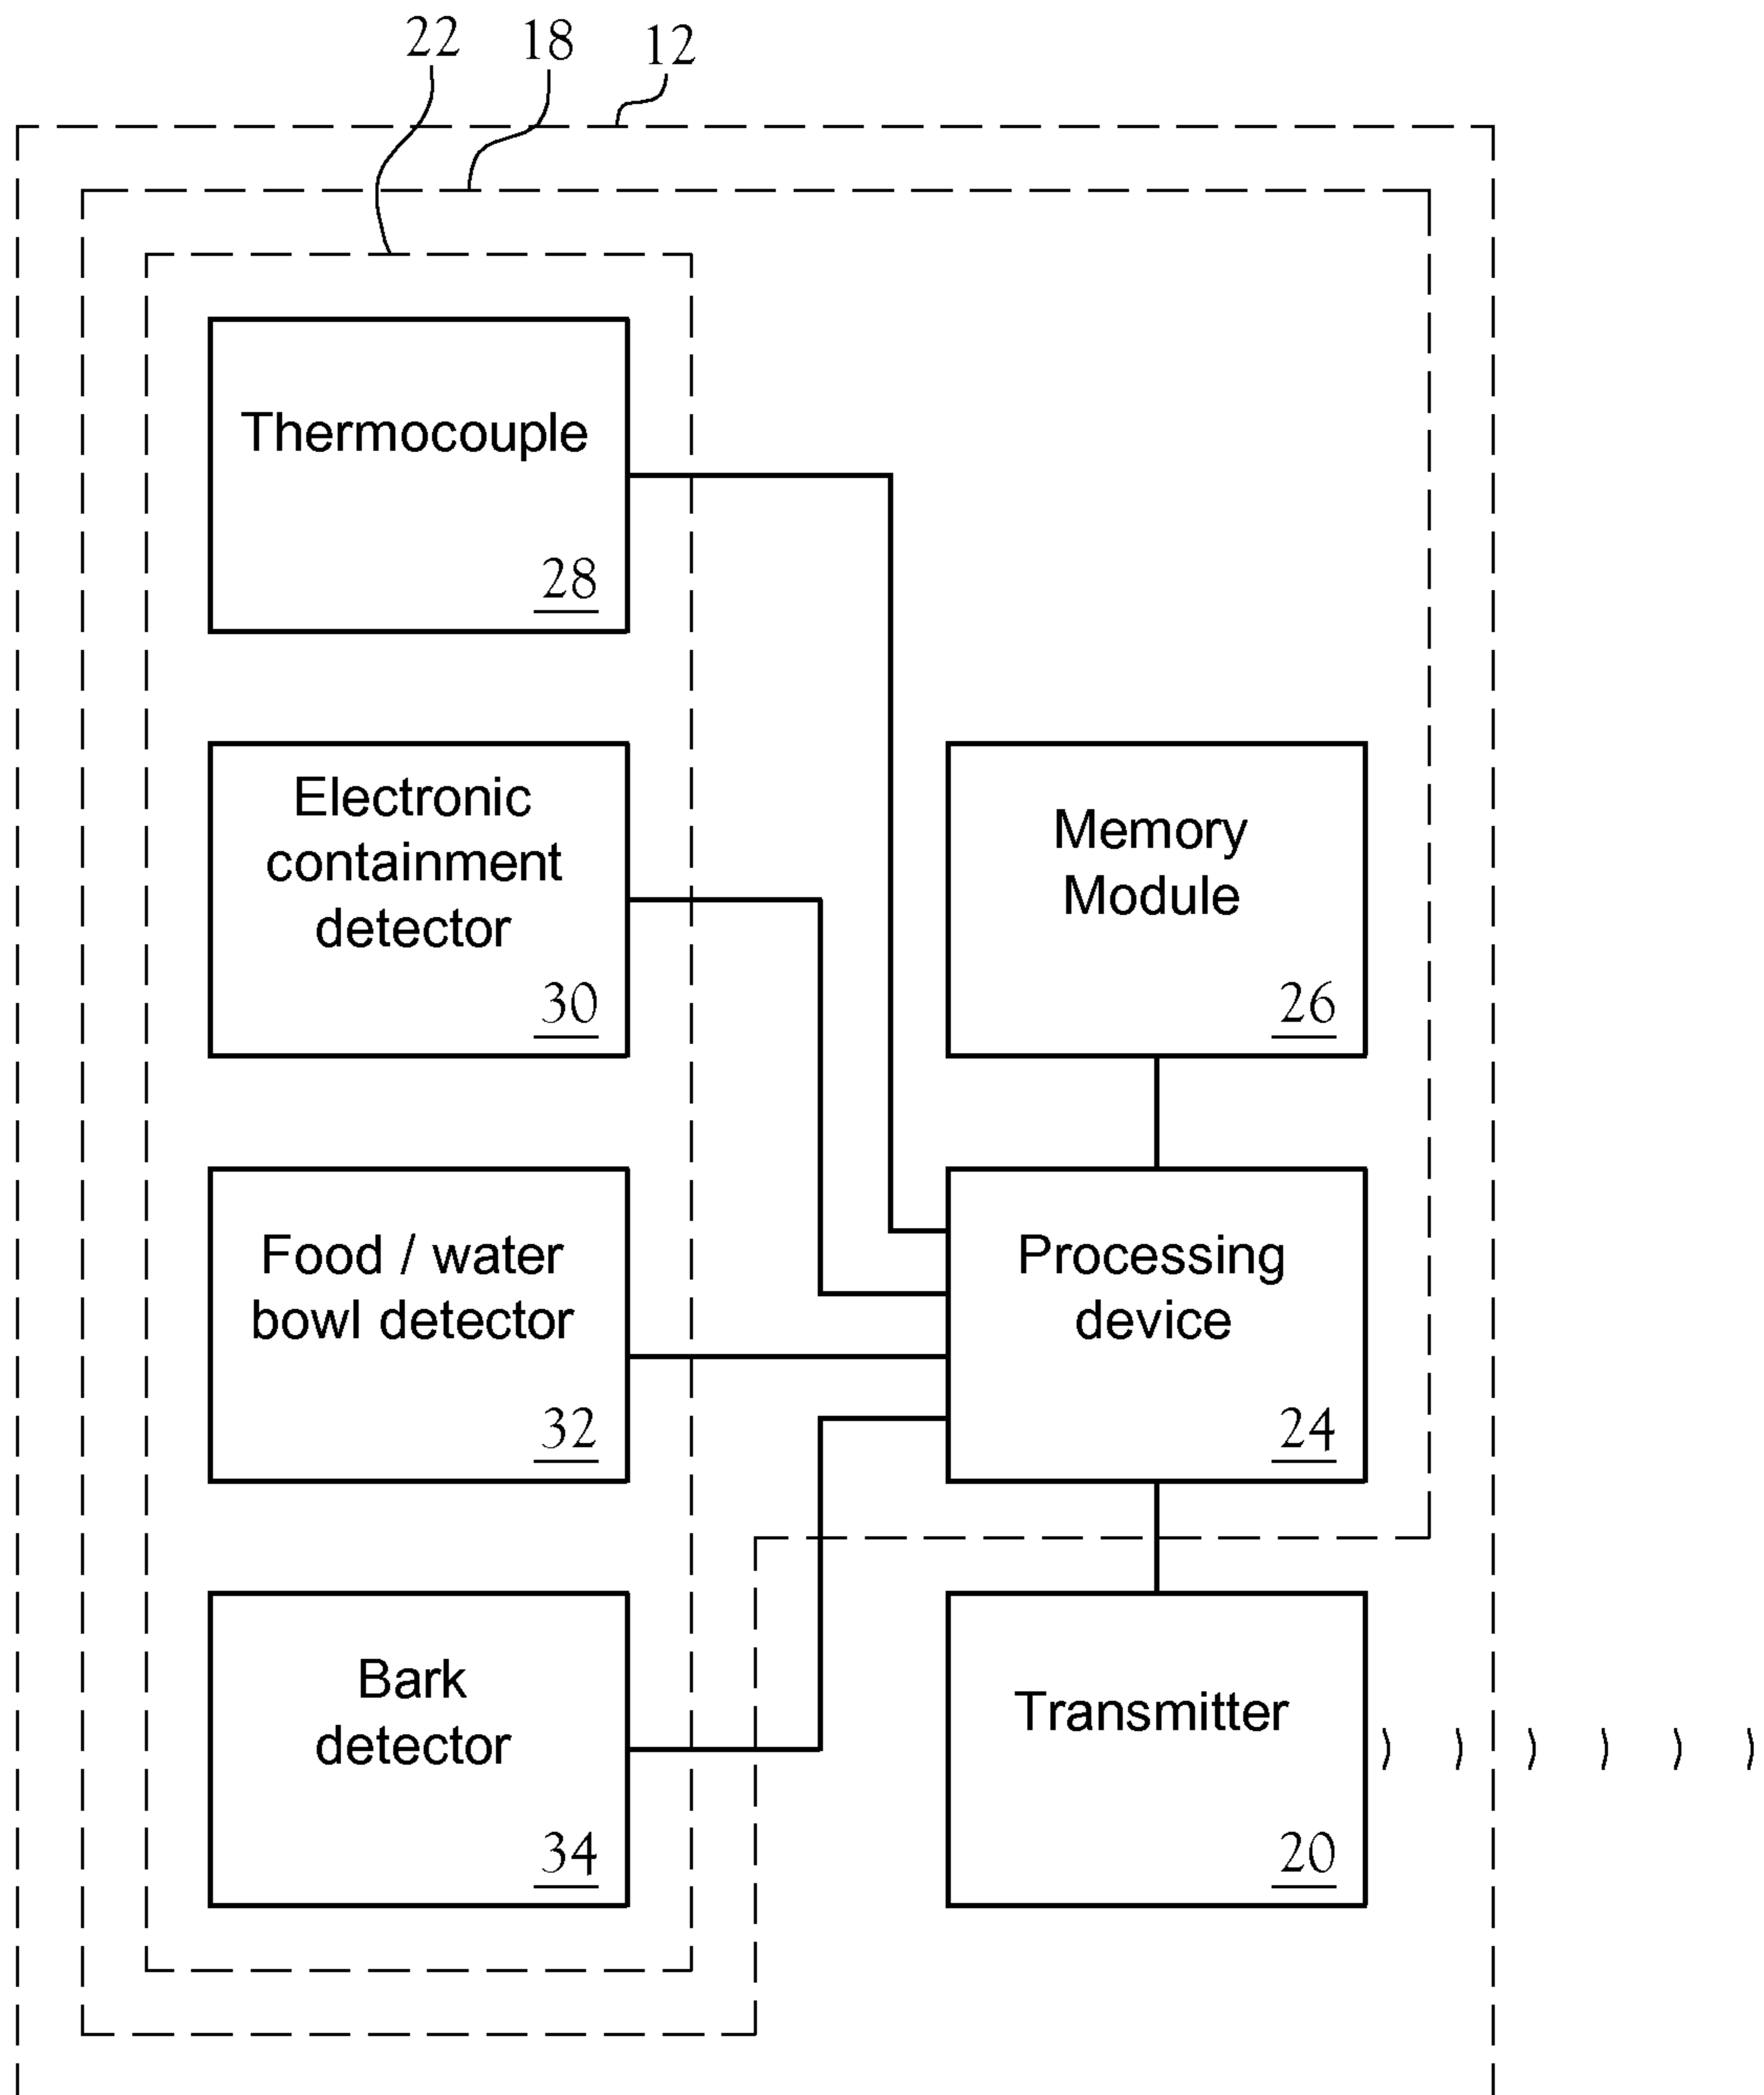 22 18 12
Thermocouple
28
Electronic
containment
detector
30
Memory
Module
26
Food / water
bowl detector
32
Processing
device
24
Bark
detector
34
Transmitter
20